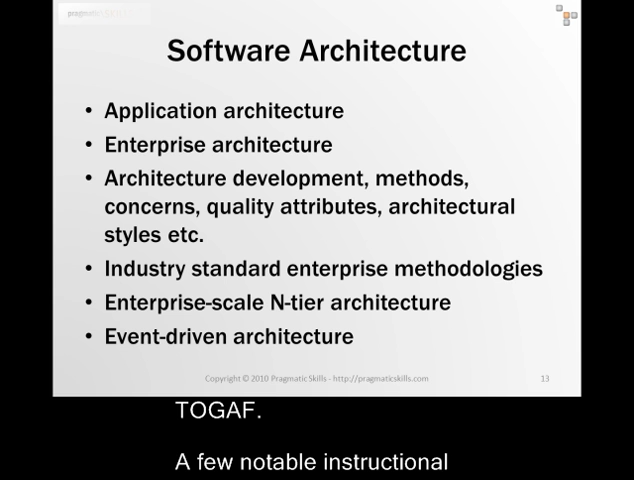 Software Architecture
• Application architecture
• Enterprise architecture
• Architecture development, methods,
concerns, quality attributes, architectural
styles etc.
• Industry standard enterprise methodologies
• Enterprise-scale N-tier architecture
• Event-driven architecture
Copyright © 2010 PragmaticSkills - http://pragmaticskills.com
13
TOGAF.
A few notable instructional